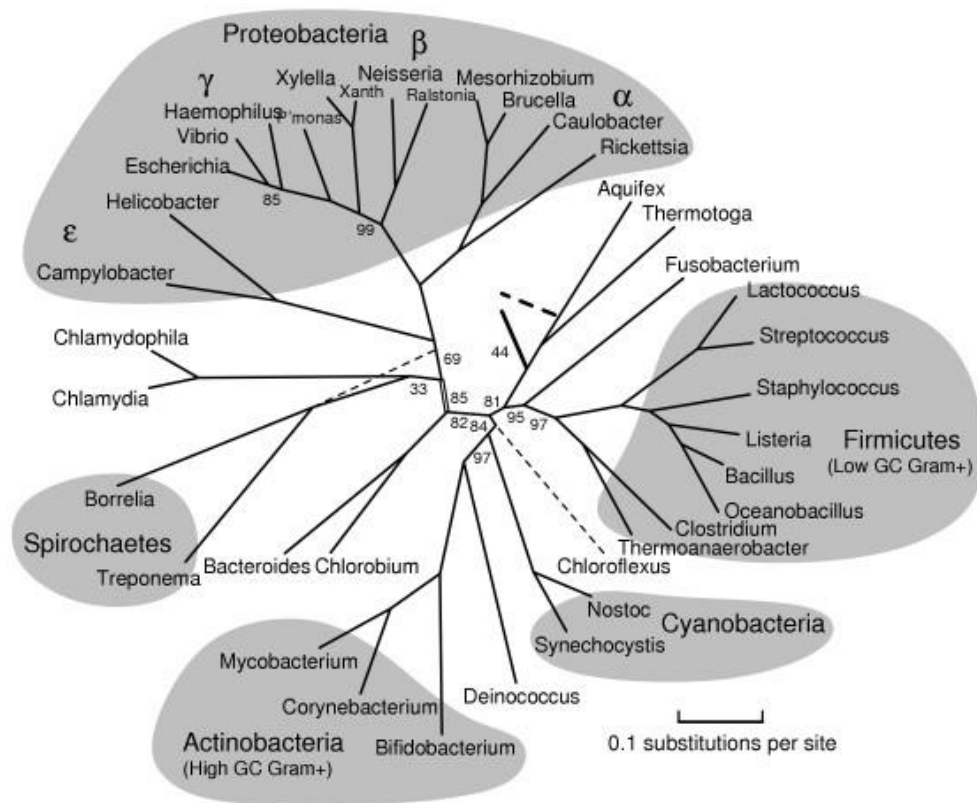 Proteobacteria
β
γ
Xylella
Neisseria
Xanth
Ralstonia
Mesorhizobium
Brucella
α
Haemophilus
P'monas
Caulobacter
Vibrio
Rickettsia
Escherichia
85
Aquifex
Helicobacter
Thermotoga
99
ε
Campylobacter
Fusobacterium
Lactococcus
Chlamydophila
Streptococcus
44
69
Chlamydia
33
85
81
Staphylococcus
82
84
95
97
Listeria
Firmicutes
(Low GC Gram+)
97
Bacillus
Borrelia
Oceanobacillus
Clostridium
Thermoanaerobacter
Spirochaetes
Treponema
Bacteroides
Chlorobium
Chloroflexus
Nostoc
Cyanobacteria
Synechocystis
Mycobacterium
Deinococcus
Corynebacterium
Actinobacteria
(High GC Gram+)
Bifidobacterium
0.1 substitutions per site